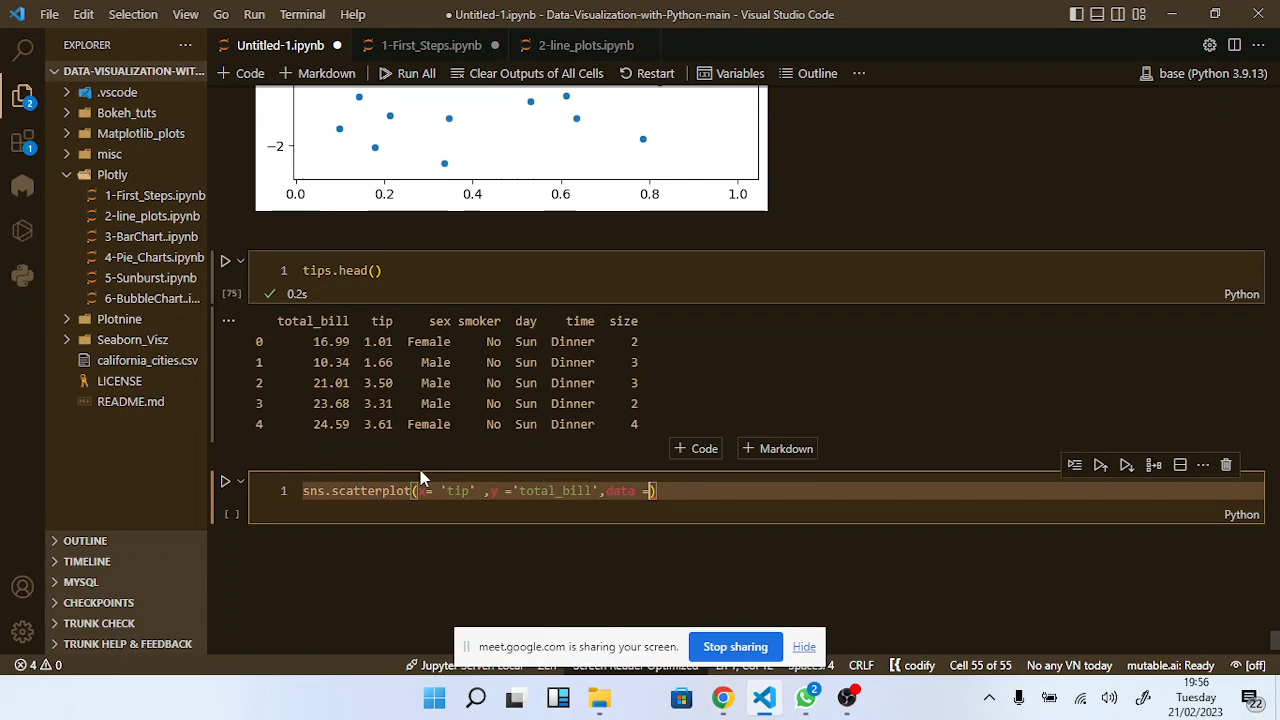 File Edit Selection View Go Run Terminal Help
● Untitled-1.ipynb - Data-Visualization-with-Python-main - Visual Studio Code
EXPLORER
Untitled-1.ipynb
1-First_Steps.ipynb
2-line_plots.ipynb
DATA-VISUALIZATION-WIT...
+ Code + Markdown Run All Clear Outputs of All Cells Restart Variables Outline ...
base (Python 3.9.13)
.vscode
Bokeh_tuts
Matplotlib_plots
misc
Plotly
1-First_Steps.ipynb
2-line_plots.ipynb
3-BarChart.ipynb
4-Pie_Charts.ipynb
5-Sunburst.ipynb
6-BubbleChart.i...
Plotnine
Seaborn_Visz
california_cities.csv
LICENSE
README.md
OUTLINE
TIMELINE
MYSQL
CHECKPOINTS
TRUNK CHECK
TRUNK HELP & FEEDBACK
−2
0.0 0.2 0.4 0.6 0.8 1.0
1 tips.head()
[75] 0.2s Python
total_bill tip sex smoker day time size
0 16.99 1.01 Female No Sun Dinner 2
1 10.34 1.66 Male No Sun Dinner 3
2 21.01 3.50 Male No Sun Dinner 3
3 23.68 3.31 Male No Sun Dinner 2
4 24.59 3.61 Female No Sun Dinner 4
+ Code + Markdown
1 sns.scatterplot(x= 'tip' ,y ='total_bill',data =)
[ ] Python
meet.google.com is sharing your screen. Stop sharing Hide
4 0 Jupyter Server: CRLF codify Cell 55 of 55 No any VN today mutable.ai: Ready [off]
2
1
2
19:56
Tuesday
21/02/2023
22